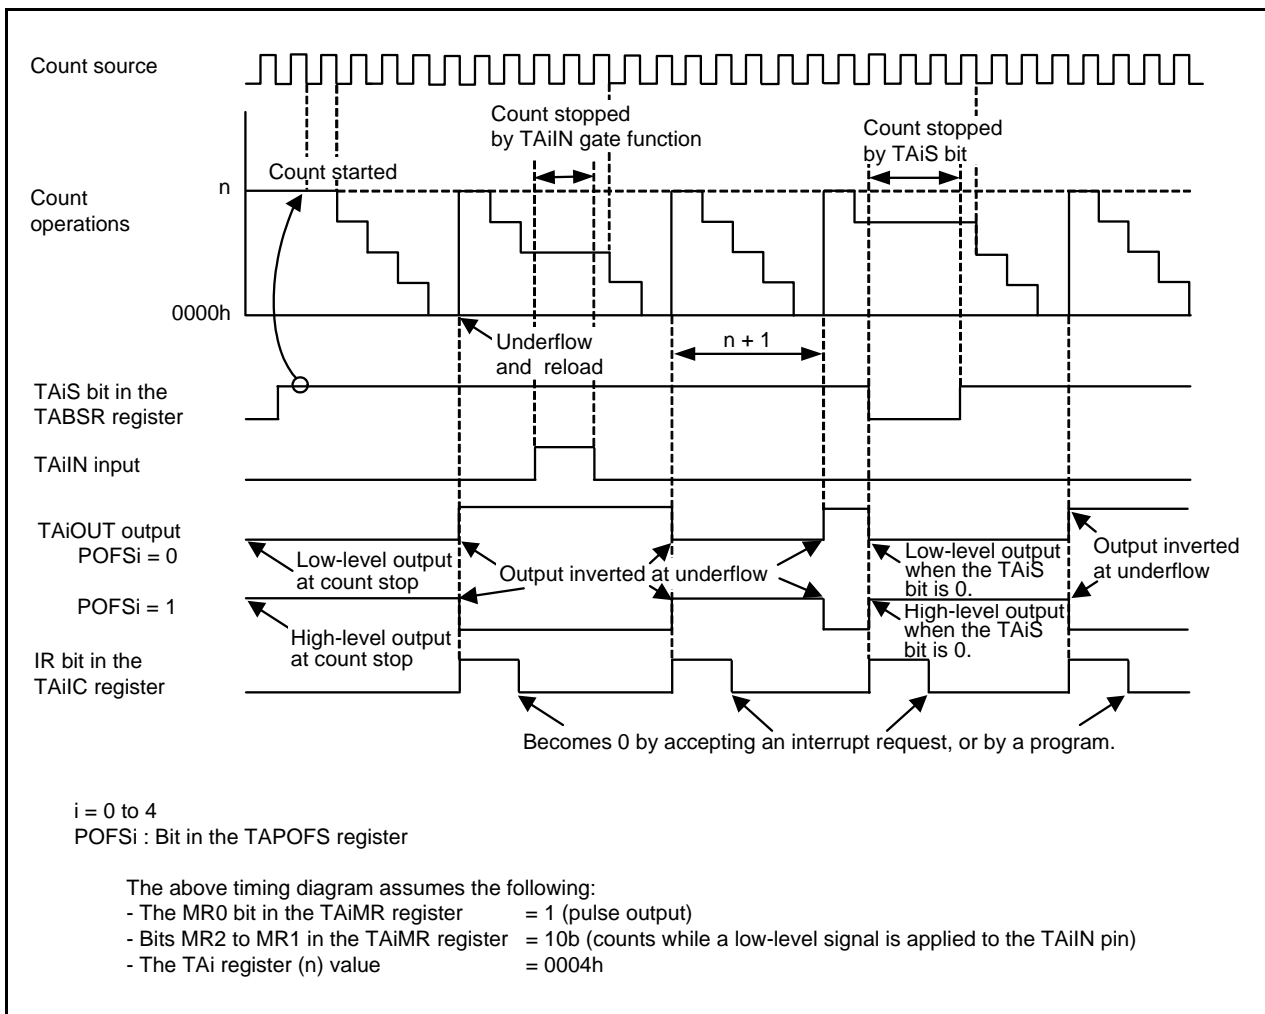 Count source
Count stopped
by TAiIN gate function
Count stopped
by TAiS bit
Count started
n
Count
operations
0000h
Underflow
and reload
n + 1
TAiS bit in the
TABSR register
TAiIN input
TAiOUT output
POFSi = 0
Low-level output
at count stop
Output inverted at underflow
Low-level output
when the TAiS
bit is 0.
Output inverted
at underflow
POFSi = 1
High-level output
at count stop
High-level output
when the TAiS
bit is 0.
IR bit in the
TAiIC register
Becomes 0 by accepting an interrupt request, or by a program.
i = 0 to 4
POFSi : Bit in the TAPOFS register
The above timing diagram assumes the following:
- The MR0 bit in the TAiMR register = 1 (pulse output)
- Bits MR2 to MR1 in the TAiMR register = 10b (counts while a low-level signal is applied to the TAiIN pin)
- The TAi register (n) value = 0004h